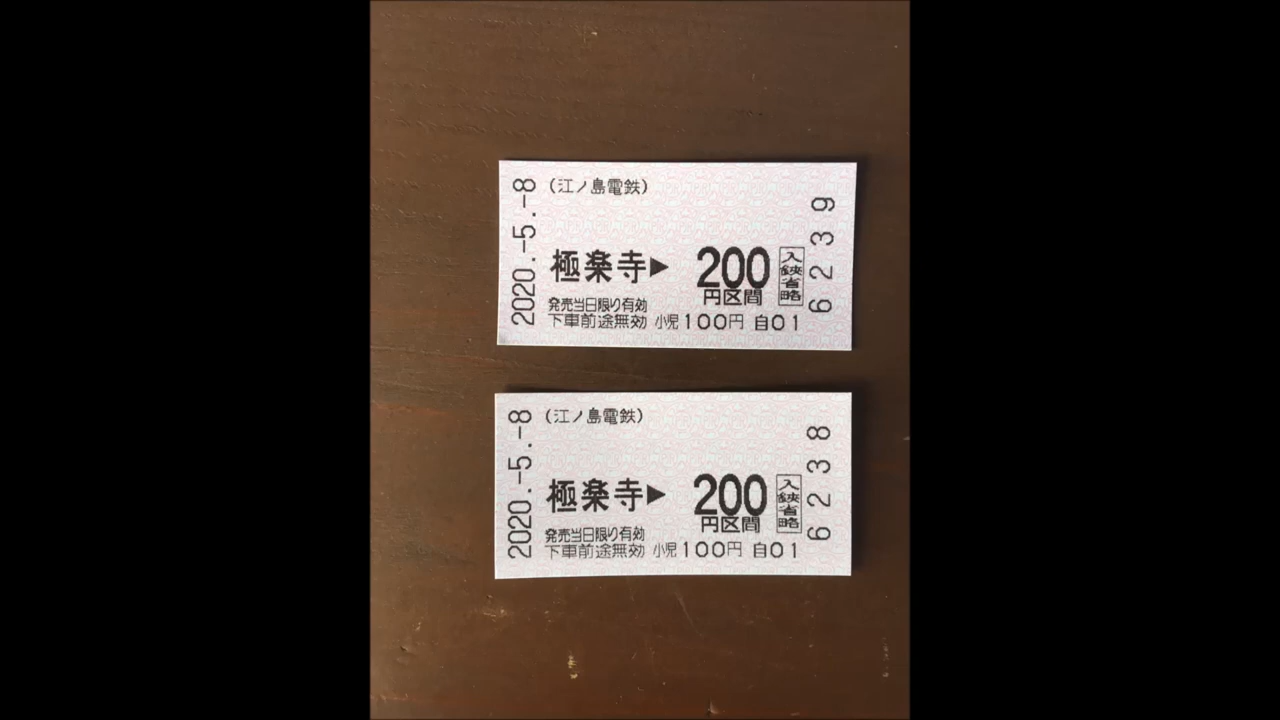 2020.-5.-8
(江ノ島電鉄)
極楽寺▶ 200
円区間
入鋏省略
発売当日限り有効
下車前途無効 小児100円 自01
6239
2020.-5.-8
(江ノ島電鉄)
極楽寺▶ 200
円区間
入鋏省略
発売当日限り有効
下車前途無効 小児100円 自01
6238